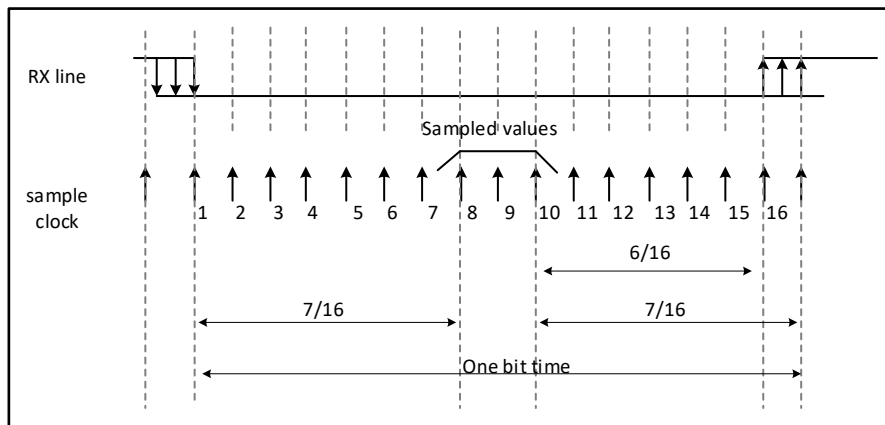 RX line
Sampled values
sample
clock
1 2 3 4 5 6 7 8 9 10 11 12 13 14 15 16
6/16
7/16 7/16
One bit time